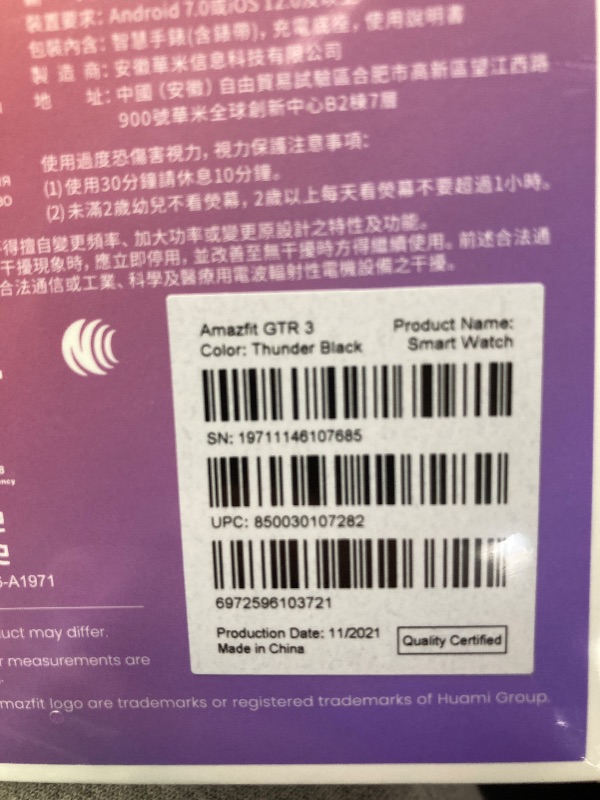 裝置要求: Android 7.0或iOS 12.0及以上
包裝內含: 智慧手錶(含錶帶), 充電底座, 使用說明書
製 造 商: 安徽華米信息科技有限公司
地 址: 中國 (安徽) 自由貿易試驗區合肥市高新區望江西路
900號華米全球創新中心B2棟7層
使用過度恐傷害視力, 視力保護注意事項:
(1) 使用30分鐘請休息10分鐘。
(2) 未滿2歲幼兒不看熒幕, 2歲以上每天看熒幕不要超過1小時。
得擅自變更頻率、加大功率或變更原設計之特性及功能。
干擾現象時, 應立即停用, 並改善至無干擾時方得繼續使用。前述合法通
合法通信或工業、科學及醫療用電波輻射性電機設備之干擾。
Amazfit GTR 3
Color: Thunder Black
Product Name:
Smart Watch
SN: 19711146107685
UPC: 850030107282
6972596103721
Production Date: 11/2021
Made in China
Quality Certified
ency
-A1971
uct may differ.
r measurements are
mazfit logo are trademarks or registered trademarks of Huami Group.